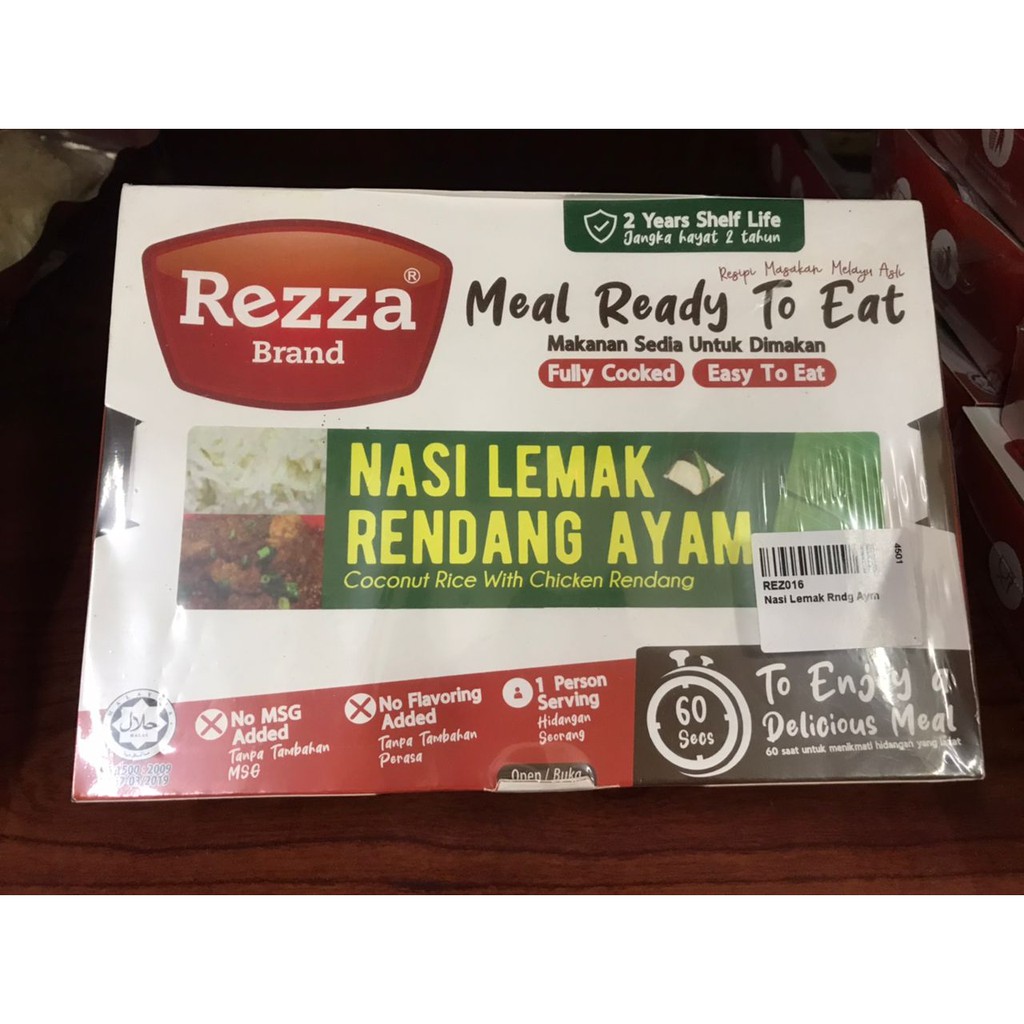 2 Years Shelf Life
Jangka hayat 2 tahun
Rezza®
Brand
Resipi Masakan Melayu Asli
Meal Ready To Eat
Makanan Sedia Untuk Dimakan
Fully Cooked Easy To Eat
NASI LEMAK
RENDANG AYAM
Coconut Rice With Chicken Rendang
4501
REZ016
Nasi Lemak Rndg Aym
حلال
No MSG
Added
Tanpa Tambahan
MSG
No Flavoring
Added
Tanpa Tambahan
Perasa
1 Person
Serving
Hidangan
Seorang
60
Secs
To Enjoy a
Delicious Meal
60 saat untuk menikmati hidangan yang lazat
Open / Buka
1500 : 2009